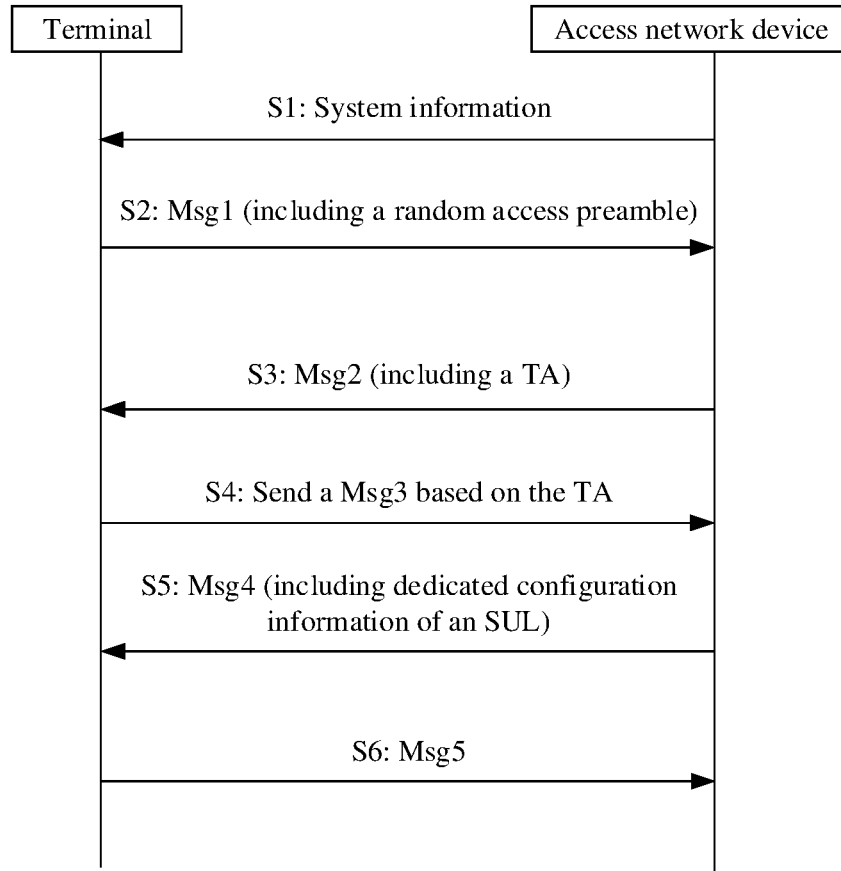 Terminal
Access network device
S1: System information
S2: Msg1 (including a random access preamble)
S3: Msg2 (including a TA)
S4: Send a Msg3 based on the TA
S5: Msg4 (including dedicated configuration
information of an SUL)
S6: Msg5